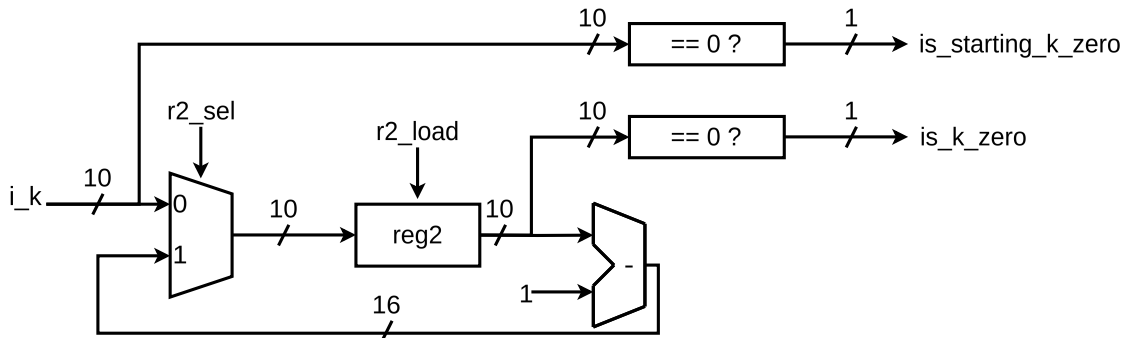 10
== 0 ?
1
is_starting_k_zero
10
== 0 ?
1
is_k_zero
r2_sel
r2_load
i_k
10
0
1
10
reg2
10
1
-
16